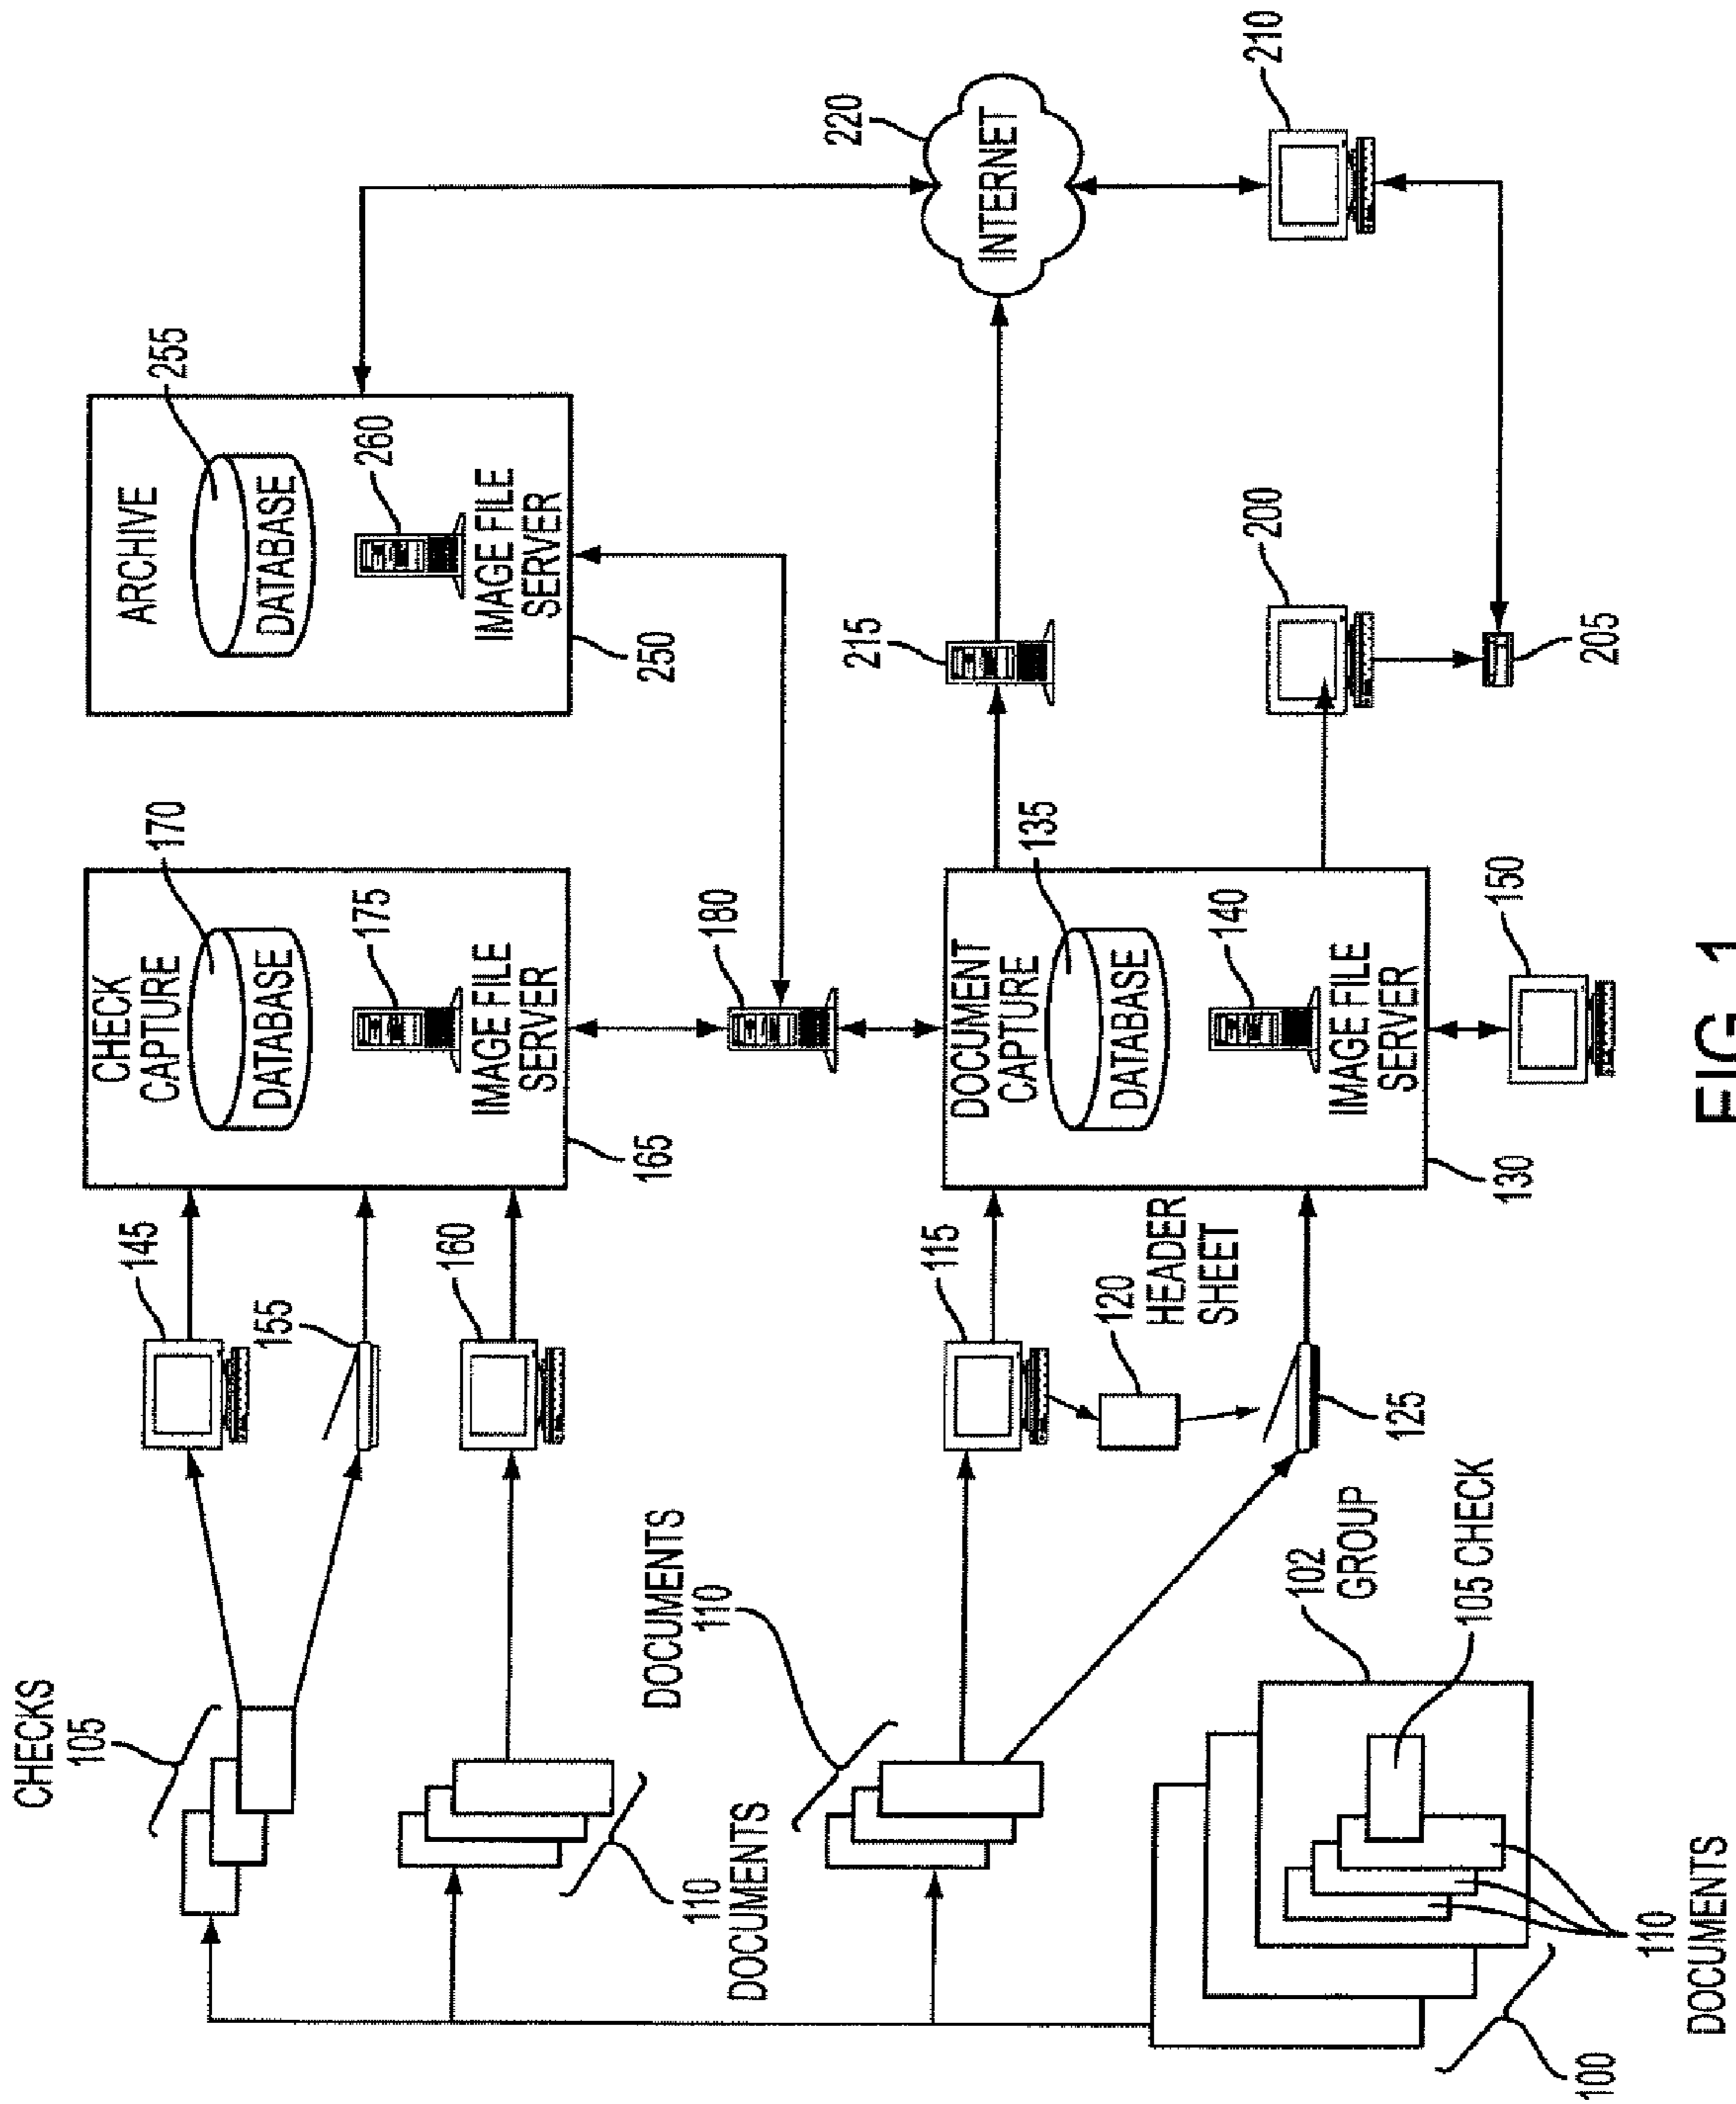 CHECKS
105
145
155
160
CHECK
CAPTURE
170
DATABASE
175
IMAGE FILE
SERVER
165
ARCHIVE
255
DATABASE
260
IMAGE FILE
SERVER
250
110
DOCUMENTS
DOCUMENTS
110
180
215
220
INTERNET
115
120
HEADER
SHEET
125
DOCUMENT
CAPTURE
135
DATABASE
140
IMAGE FILE
SERVER
130
150
200
205
210
102
GROUP
105 CHECK
110
DOCUMENTS
100
FIG. 1